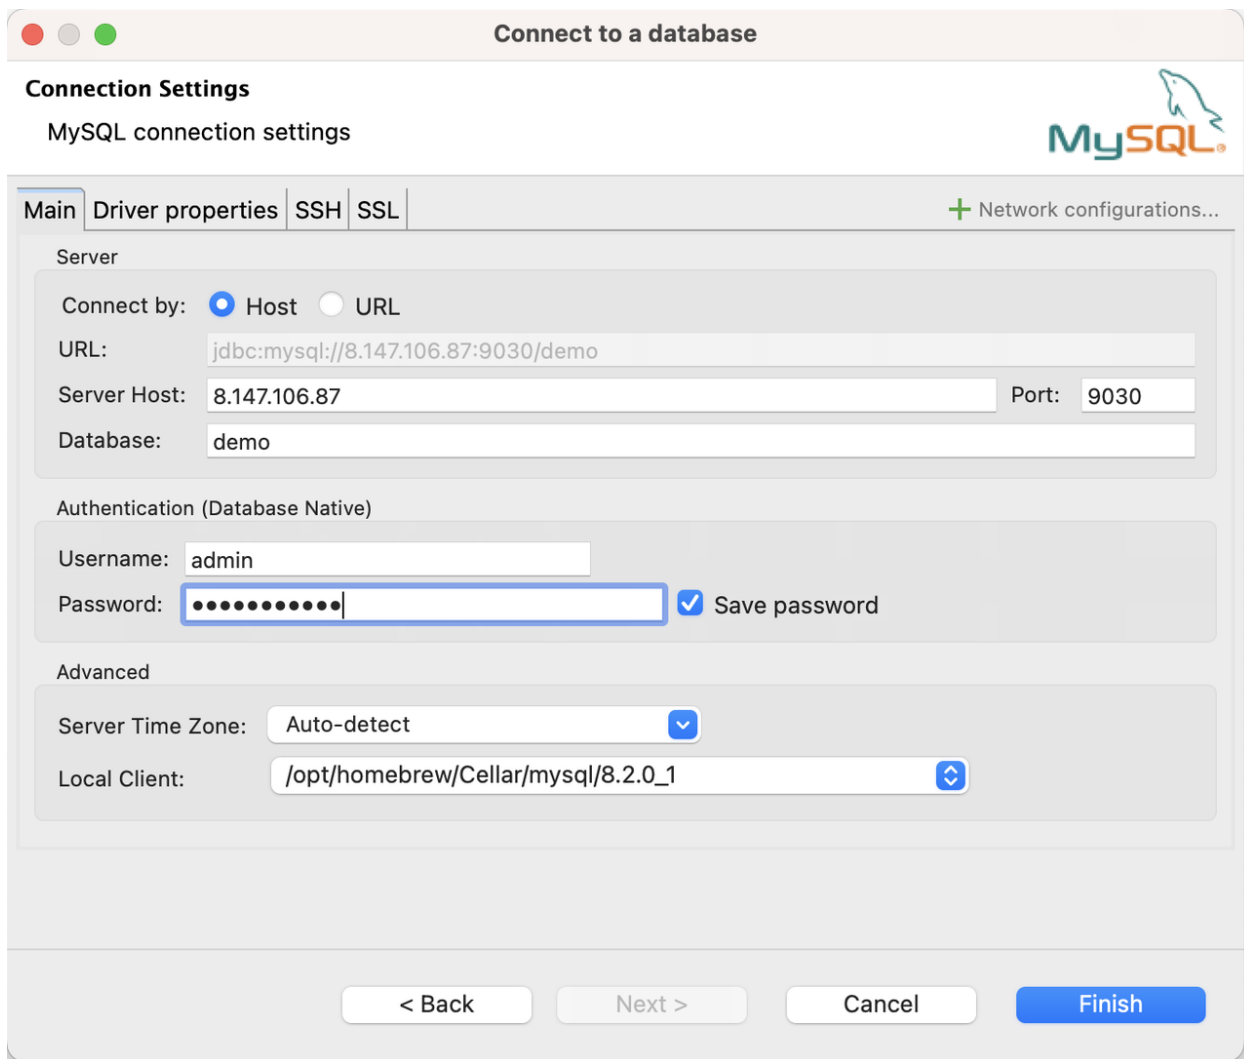 Connect to a database
Connection Settings
MySQL connection settings
MySQL®
Main Driver properties SSH SSL Network configurations...
Server
Connect by: Host URL
URL: jdbc:mysql://8.147.106.87:9030/demo
Server Host: 8.147.106.87 Port: 9030
Database: demo
Authentication (Database Native)
Username: admin
Password: ●●●●●●●●●●● Save password
Advanced
Server Time Zone: Auto-detect
Local Client: /opt/homebrew/Cellar/mysql/8.2.0_1
< Back Next > Cancel Finish